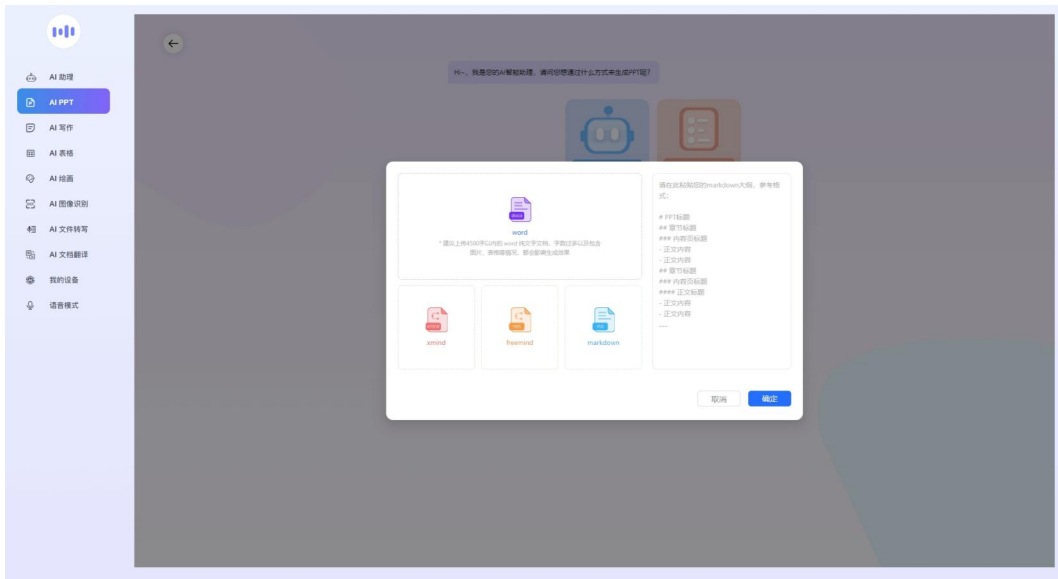 AI 助理
AI PPT
AI 写作
AI 表格
AI 绘画
AI 图像识别
AI 文件转写
AI 文档翻译
我的设备
语音模式
Hi~，我是您的AI智能助理，请问您想通过什么方式来生成PPT呢？
word
* 建议上传4500字以内的 word 纯文字文档，字数过多以及包含
图片、表格等情况，都会影响生成效果
xmind
freemind
markdown
请在此粘贴您的markdown大纲，参考格
式：
# PPT标题
## 章节标题
### 内容页标题
- 正文内容
- 正文内容
## 章节标题
### 内容页标题
#### 正文标题
- 正文内容
- 正文内容
......
取消
确定